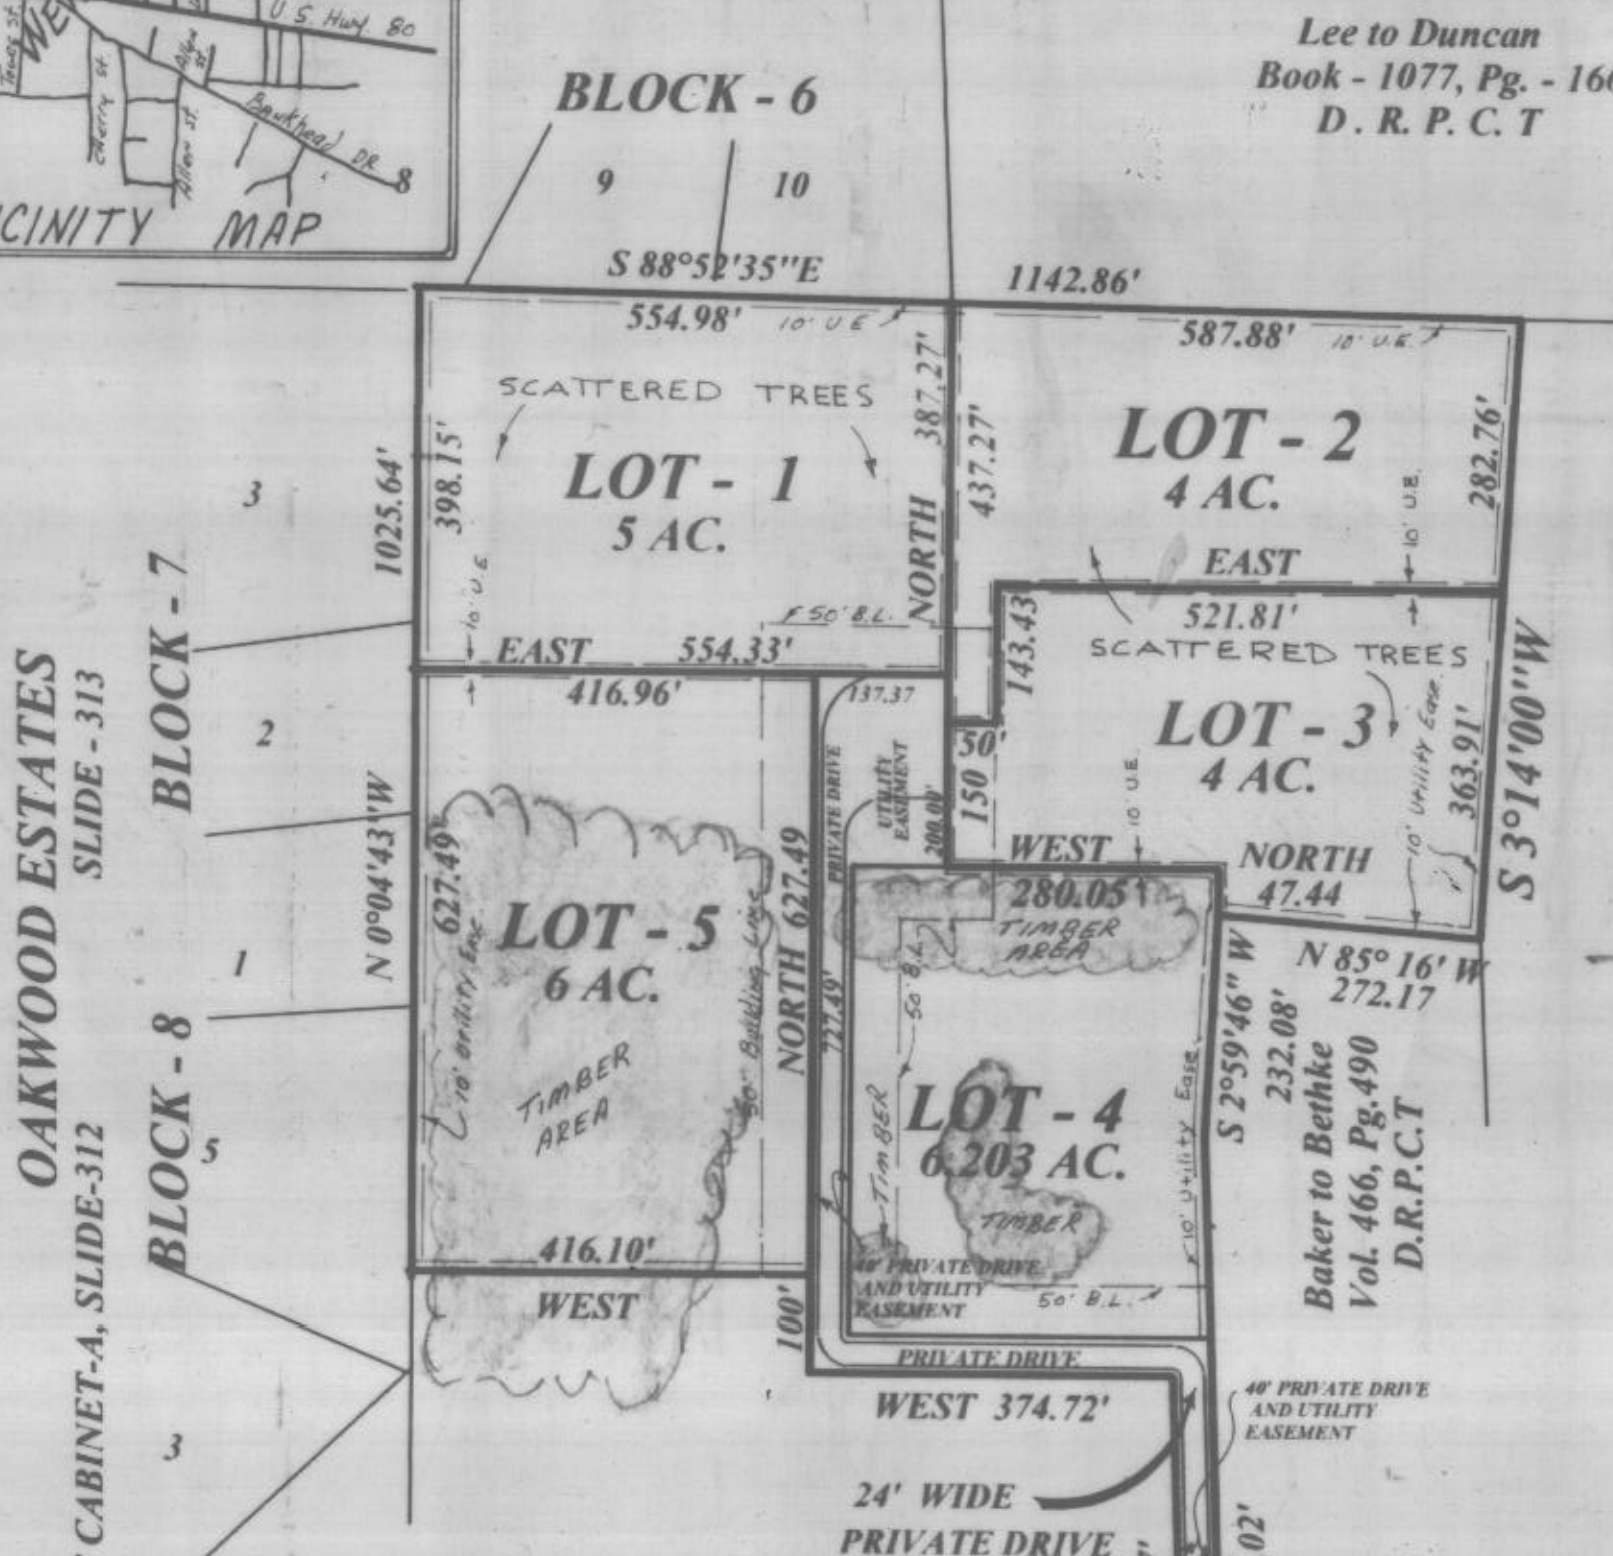 U.S. Hwy. 80
Cherry St.
Allen St.
Bankhead DR
8
MAP
Lee to Duncan
Book - 1077, Pg. -
D. R. P. C. T
BLOCK - 6
9
10
S 88°52'35"E
1142.86'
554.98'
10' U E
587.88'
10' U.E.
SCATTERED TREES
LOT - 1
5 AC.
398.15'
1025.64'
10' U E
387.27'
NORTH
437.27'
F 50' B.L.
EAST 554.33'
LOT - 2
4 AC.
282.76'
10' U.E.
EAST
521.81'
SCATTERED TREES
143.43
LOT - 3
4 AC.
10' Utility Ease.
363.91'
S 3°14'00"W
50'
150
10' U.E.
WEST
280.05'
NORTH
47.44
N 85° 16' W
272.17
416.96'
137.37
PRIVATE DRIVE
UTILITY
EASEMENT
200.00'
3
2
1
5
3
BLOCK - 7
BLOCK - 8
OAKWOOD ESTATES
SLIDE - 313
CABINET-A, SLIDE-312
N 0°04'43"W
627.49'
10' Utility Ease.
LOT - 5
6 AC.
TIMBER
AREA
50' Building Line
NORTH 627.49
727.49'
416.10'
WEST
100'
TIMBER
AREA
50' B.L.
LOT - 4
6.203 AC.
TIMBER
TIMBER
10' Utility Ease
S 2°59'46" W
232.08'
Baker to Bethke
Vol. 466, Pg.490
D.R.P.C.T
40' PRIVATE DRIVE
AND UTILITY
EASEMENT
50' B.L.
PRIVATE DRIVE
WEST 374.72'
40' PRIVATE DRIVE
AND UTILITY
EASEMENT
24' WIDE
PRIVATE DRIVE
02'